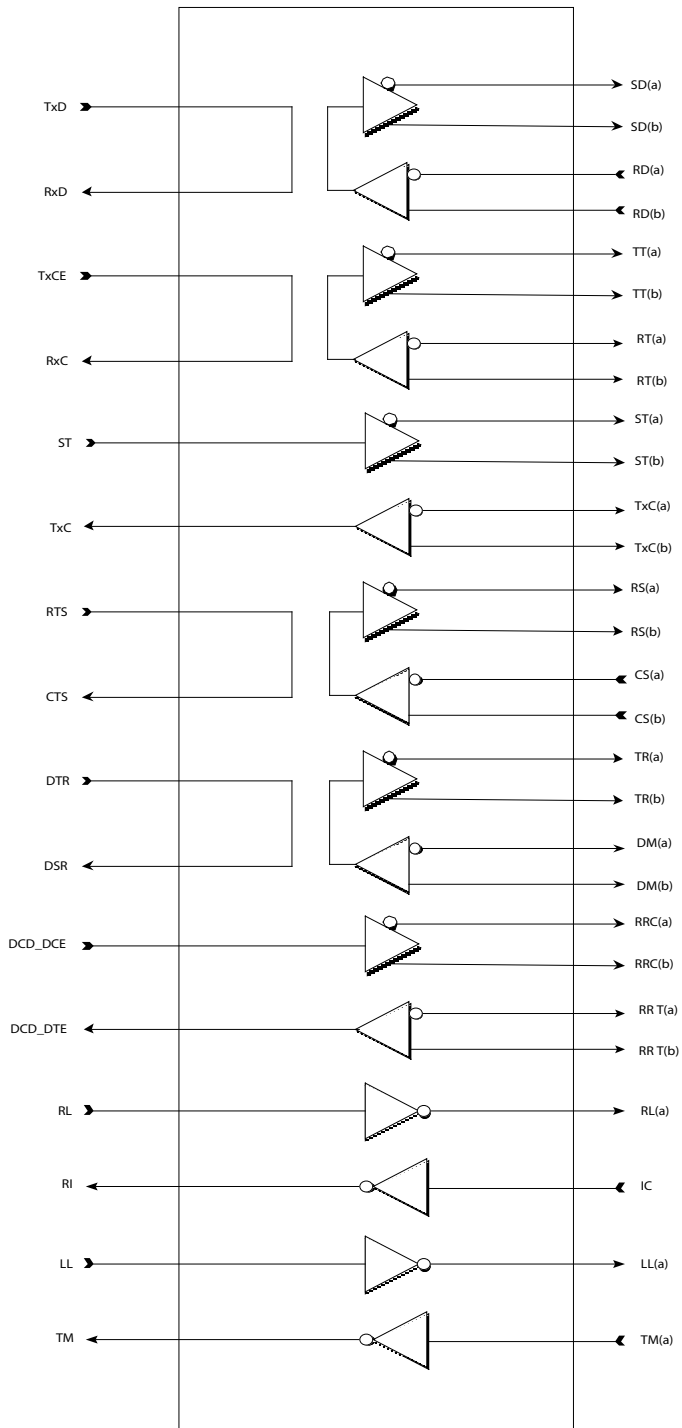 TxD
SD(a)
SD(b)
RxD
RD(a)
RD(b)
TxCE
TT(a)
TT(b)
RxC
RT(a)
RT(b)
ST
ST(a)
ST(b)
TxC
TxC(a)
TxC(b)
RTS
RS(a)
RS(b)
CTS
CS(a)
CS(b)
DTR
TR(a)
TR(b)
DSR
DM(a)
DM(b)
DCD_DCE
RRC(a)
RRC(b)
DCD_DTE
RR T(a)
RR T(b)
RL
RL(a)
RI
IC
LL
LL(a)
TM
TM(a)